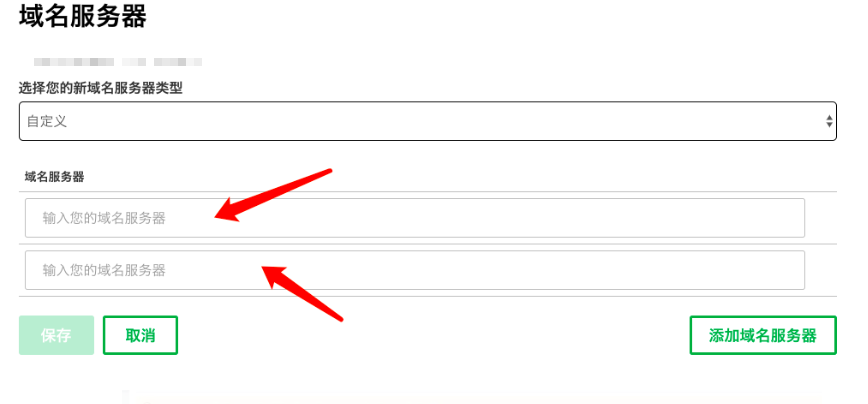 域名服务器
选择您的新域名服务器类型
自定义
域名服务器
输入您的域名服务器
输入您的域名服务器
保存 取消 添加域名服务器